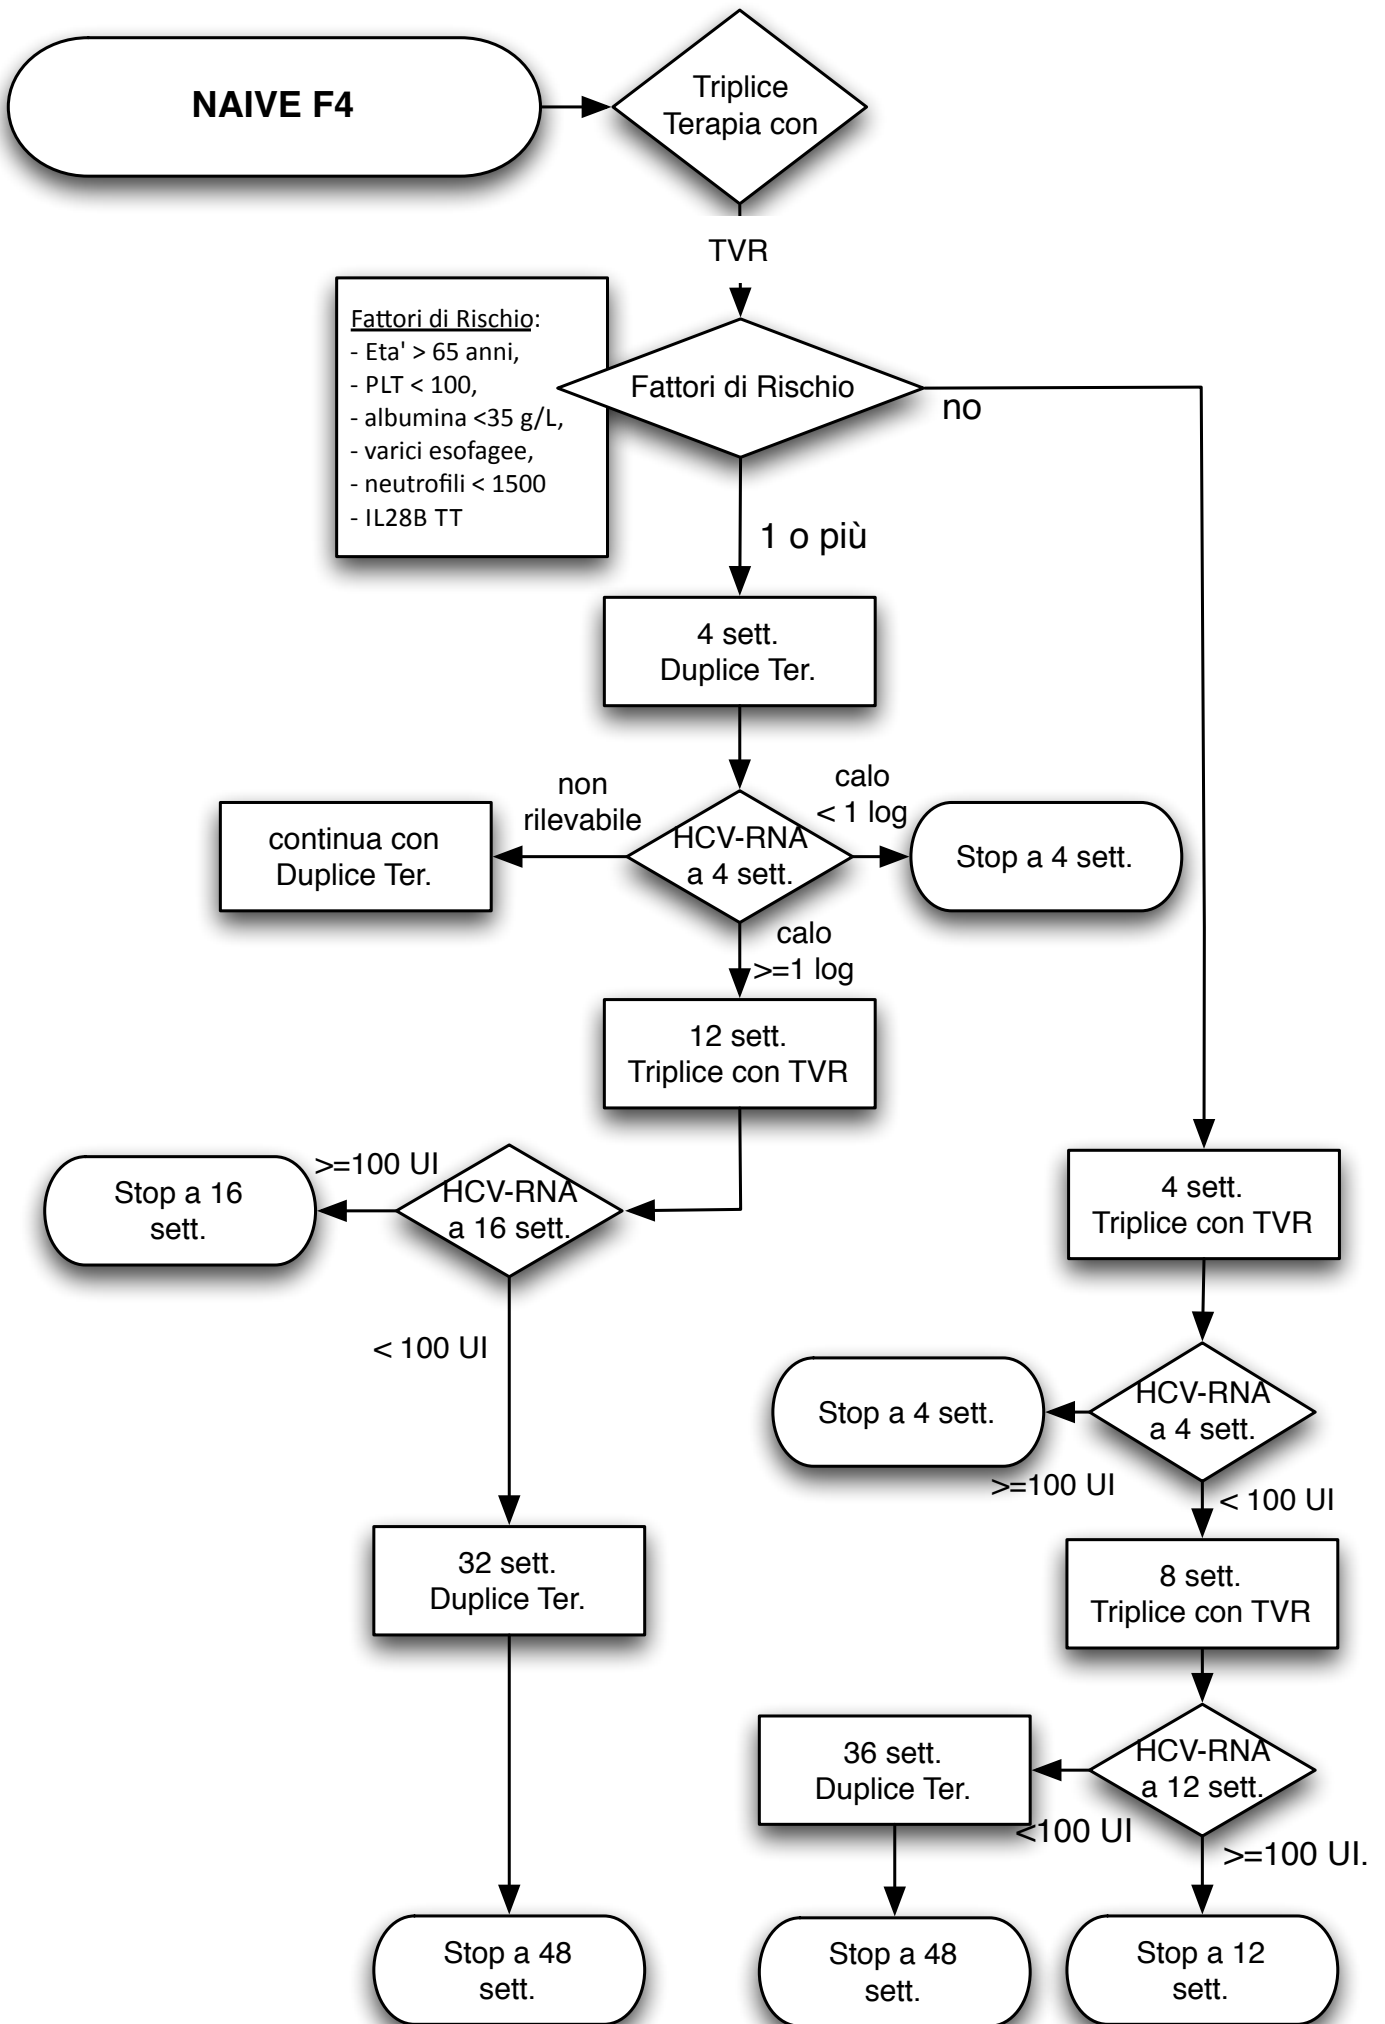 NAIVE F4
Triplice
Terapia con
TVR
Fattori di Rischio:
- Eta' > 65 anni,
- PLT < 100,
- albumina <35 g/L,
- varici esofagee,
- neutrofili < 1500
- IL28B TT
Fattori di Rischio
no
1 o più
4 sett.
Duplice Ter.
non
rilevabile
calo
< 1 log
continua con
Duplice Ter.
HCV-RNA
a 4 sett.
Stop a 4 sett.
calo
>=1 log
12 sett.
Triplice con TVR
Stop a 16
sett.
>=100 UI
HCV-RNA
a 16 sett.
4 sett.
Triplice con TVR
< 100 UI
Stop a 4 sett.
HCV-RNA
a 4 sett.
>=100 UI
< 100 UI
32 sett.
Duplice Ter.
8 sett.
Triplice con TVR
36 sett.
Duplice Ter.
HCV-RNA
a 12 sett.
<100 UI
>=100 UI.
Stop a 48
sett.
Stop a 48
sett.
Stop a 12
sett.